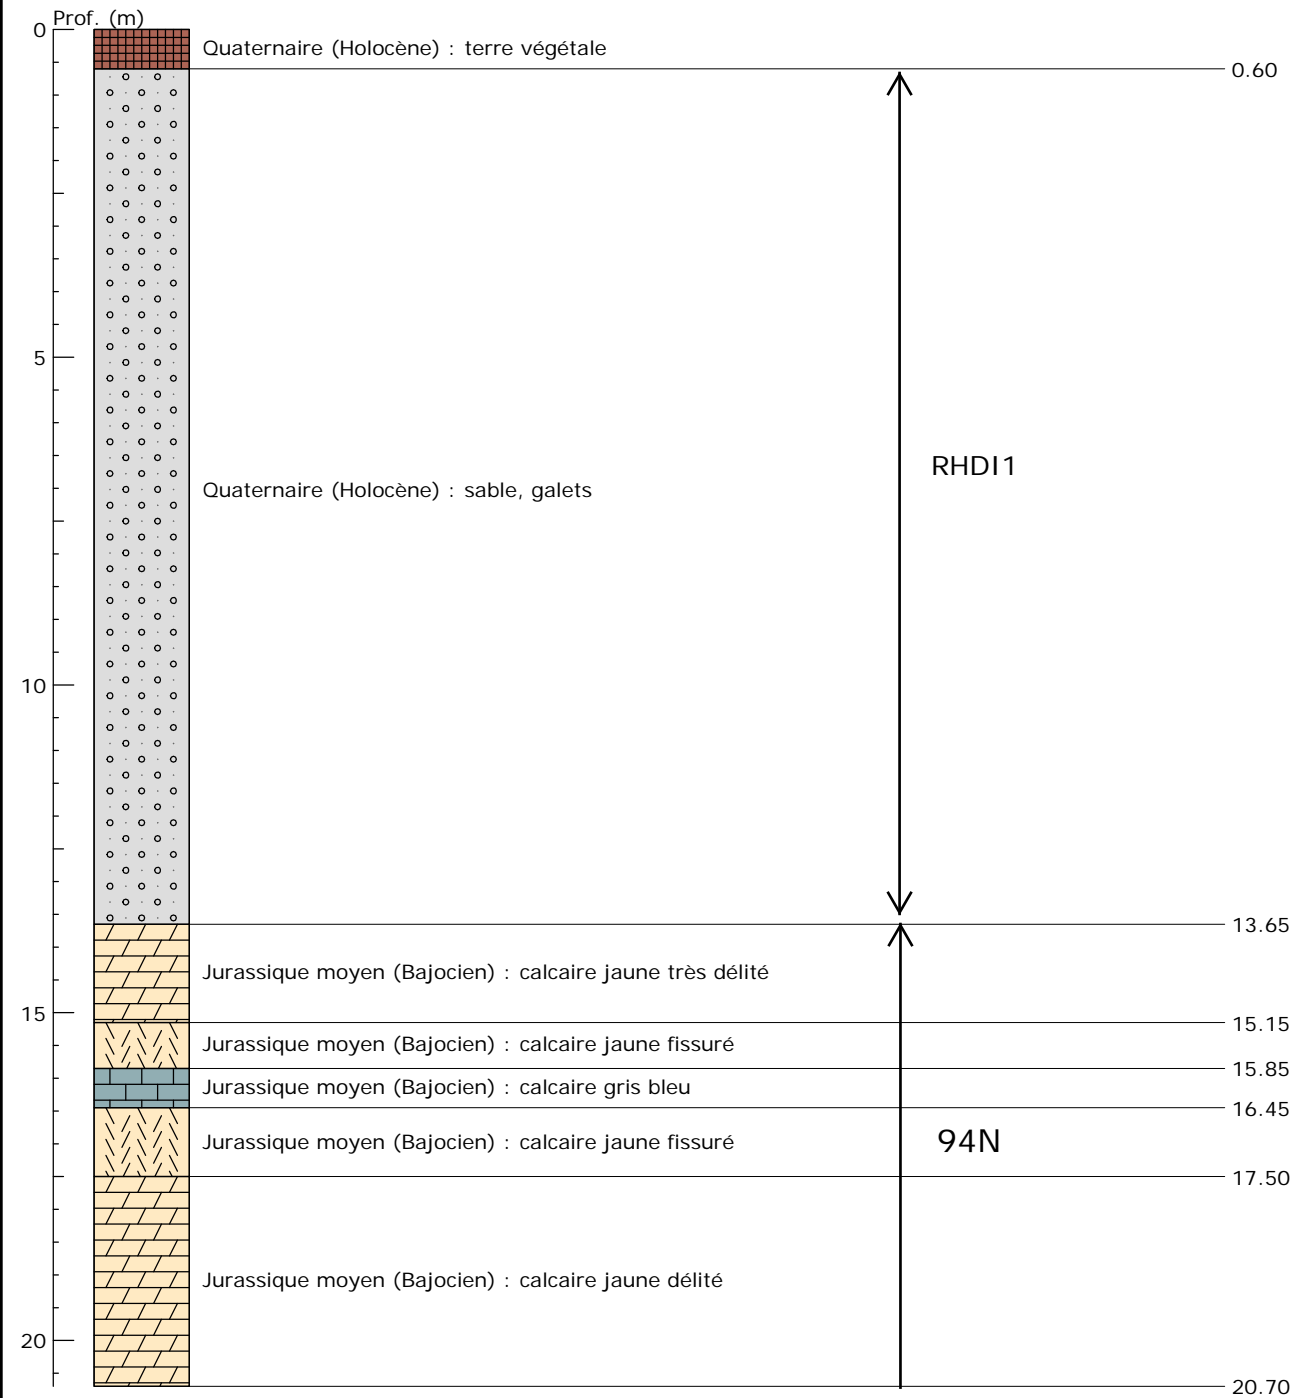 Prof. (m)
0
Quaternaire (Holocène) : terre végétale
0.60
5
RHDI1
Quaternaire (Holocène) : sable, galets
10
13.65
Jurassique moyen (Bajocien) : calcaire jaune très délité
15
15.15
Jurassique moyen (Bajocien) : calcaire jaune fissuré
15.85
Jurassique moyen (Bajocien) : calcaire gris bleu
16.45
Jurassique moyen (Bajocien) : calcaire jaune fissuré
94N
17.50
Jurassique moyen (Bajocien) : calcaire jaune délité
20
20.70